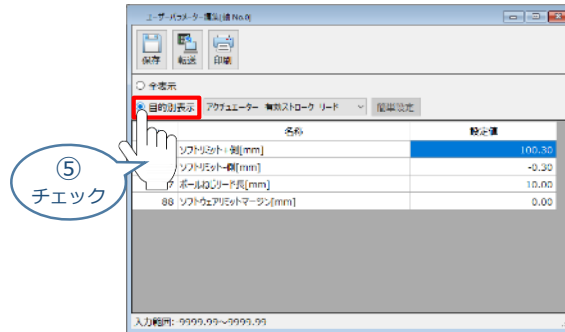 ユーザーパラメーター編集[軸 No.0]
保存 転送 印刷
全表示
目的別表示 アクチュエーター 有効ストローク リード 簡単設定
名称 設定値
ソフトリミット+側[mm] 100.30
ソフトリミット-側[mm] -0.30
7 ボールねじリード長[mm] 10.00
88 ソフトウェアリミットマージン[mm] 0.00
⑤
チェック
入力範囲:-9999.99~9999.99